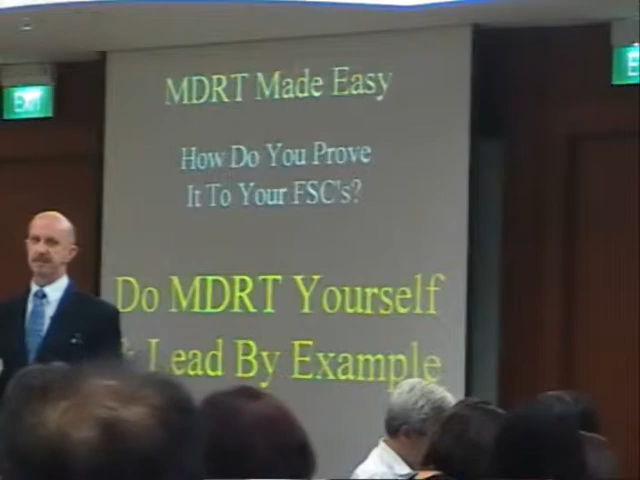 MDRT Made Easy
How Do You Prove
It To Your FSC's?
Do MDRT Yourself
& Lead By Example
EXIT
E